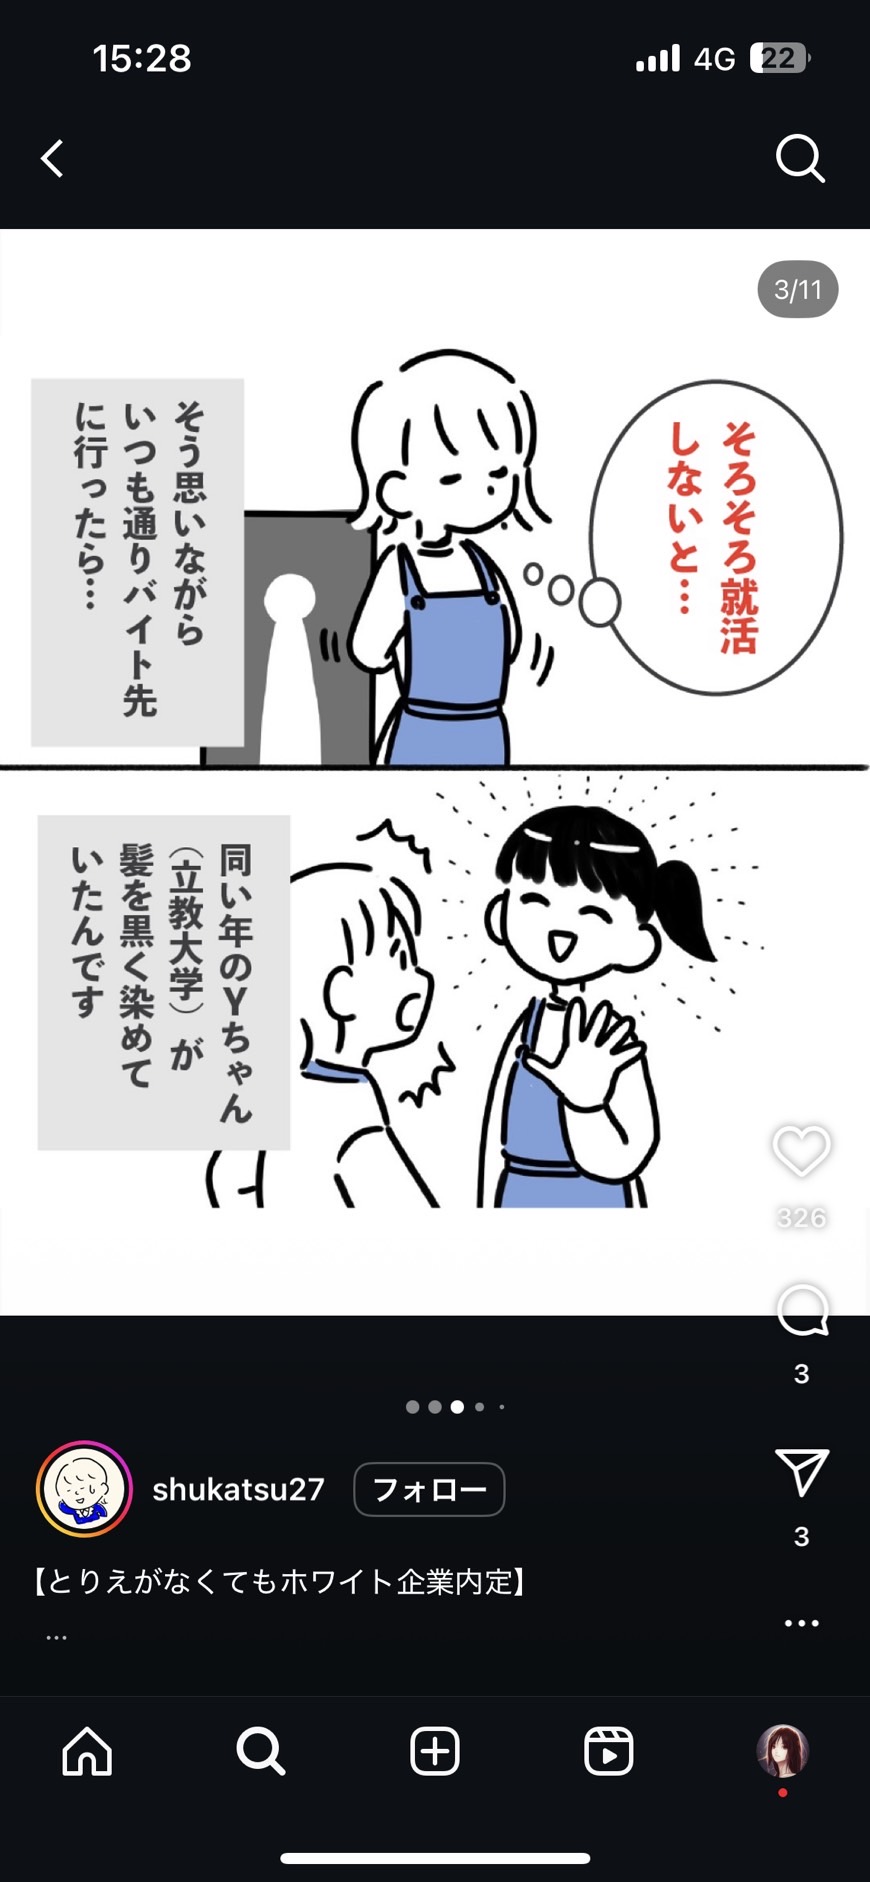 15:28
4G
22
3/11
そろそろ就活
しないと…
そう思いながら
いつも通りバイト先
に行ったら…
同い年のYちゃん
（立教大学）が
髪を黒く染めて
いたんです
326
3
shukatsu27
フォロー
3
【とりえがなくてもホワイト企業内定】
...